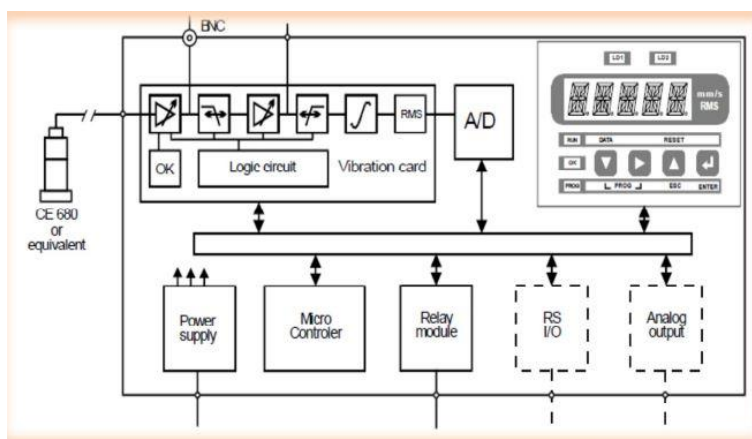 BNC
LD1 LD2
mm/s
RMS
RUN DATA RESET
OK
PROG PROG ESC ENTER
OK
Logic circuit
Vibration card
RMS
A/D
CE 680
or
equivalent
Power
supply
Micro
Controler
Relay
module
RS
I/O
Analog
output